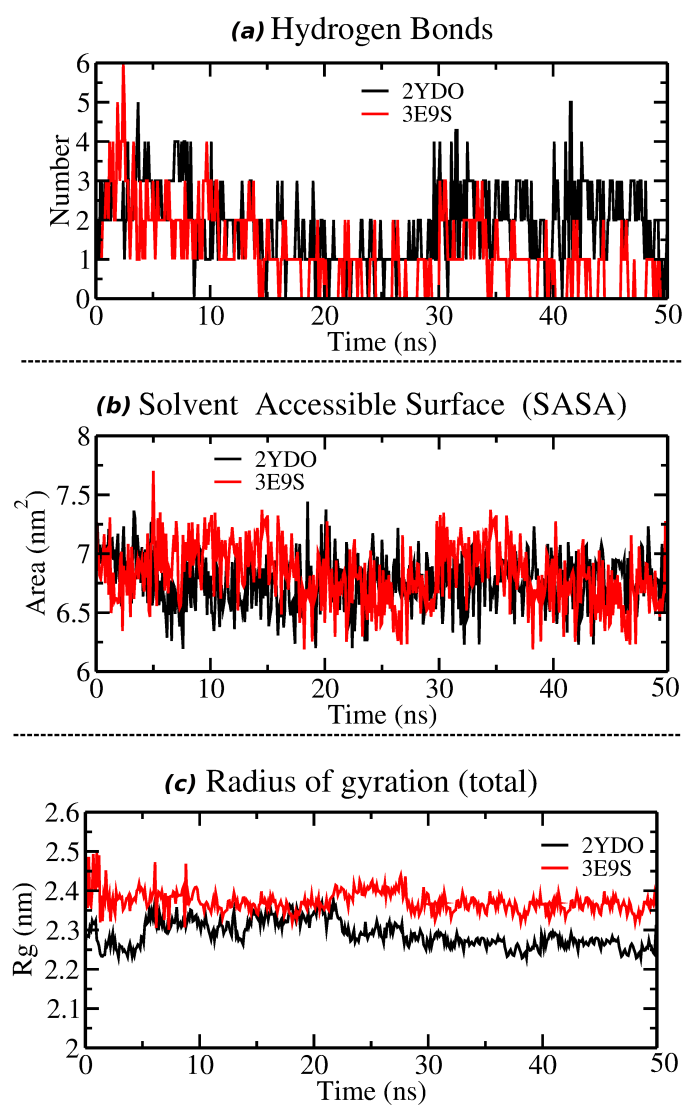 (a) Hydrogen Bonds
6
5
4
3
2
1
0
Number
2YDO
3E9S
0 10 20 30 40 50
Time (ns)
(b) Solvent Accessible Surface (SASA)
8
7.5
7
6.5
6
Area (nm²)
2YDO
3E9S
0 10 20 30 40 50
Time (ns)
(c) Radius of gyration (total)
2.6
2.5
2.4
2.3
2.2
2.1
2
Rg (nm)
2YDO
3E9S
0 10 20 30 40 50
Time (ns)